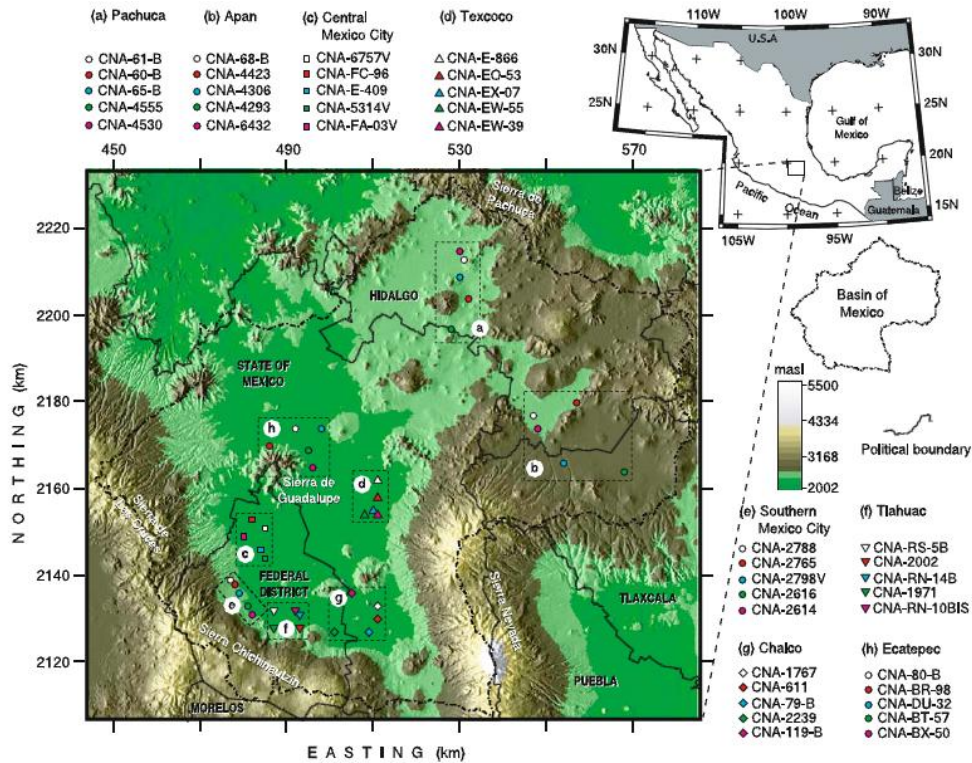 (a) Pachuca
CNA-61-B
CNA-60-B
CNA-65-B
CNA-4555
CNA-4530
(b) Apan
CNA-68-B
CNA-4423
CNA-4306
CNA-4293
CNA-6432
(c) Central
Mexico City
CNA-6757V
CNA-FC-96
CNA-E-409
CNA-5314V
CNA-FA-03V
(d) Texcoco
CNA-E-866
CNA-EO-53
CNA-EX-07
CNA-EW-55
CNA-EW-39
110W 100W 90W
30N 30N
25N 25N
20N
15N
105W 95W
U.S.A
Gulf of
Mexico
Pacific
Ocean
Belize
Guatemala
450 490 530 570
2220
2200
2180
2160
2140
2120
NORTHING (km)
EASTING (km)
Sierra de
Pachuca
HIDALGO
a
STATE OF
MEXICO
h
b
Sierra de
Guadalupe
d
Sierra de
las Cruces
c
FEDERAL
DISTRICT
g
e
f
Sierra Chichinautzin
Sierra Nevada
TLAXCALA
PUEBLA
MORELOS
Basin of
Mexico
masl
5500
4334
3168
2002
Political boundary
(e) Southern
Mexico City
CNA-2788
CNA-2765
CNA-2798V
CNA-2616
CNA-2614
(f) Tlahuac
CNA-RS-5B
CNA-2002
CNA-RN-14B
CNA-1971
CNA-RN-10BIS
(g) Chalco
CNA-1767
CNA-611
CNA-79-B
CNA-2239
CNA-119-B
(h) Ecatepec
CNA-80-B
CNA-BR-98
CNA-DU-32
CNA-BT-57
CNA-BX-50